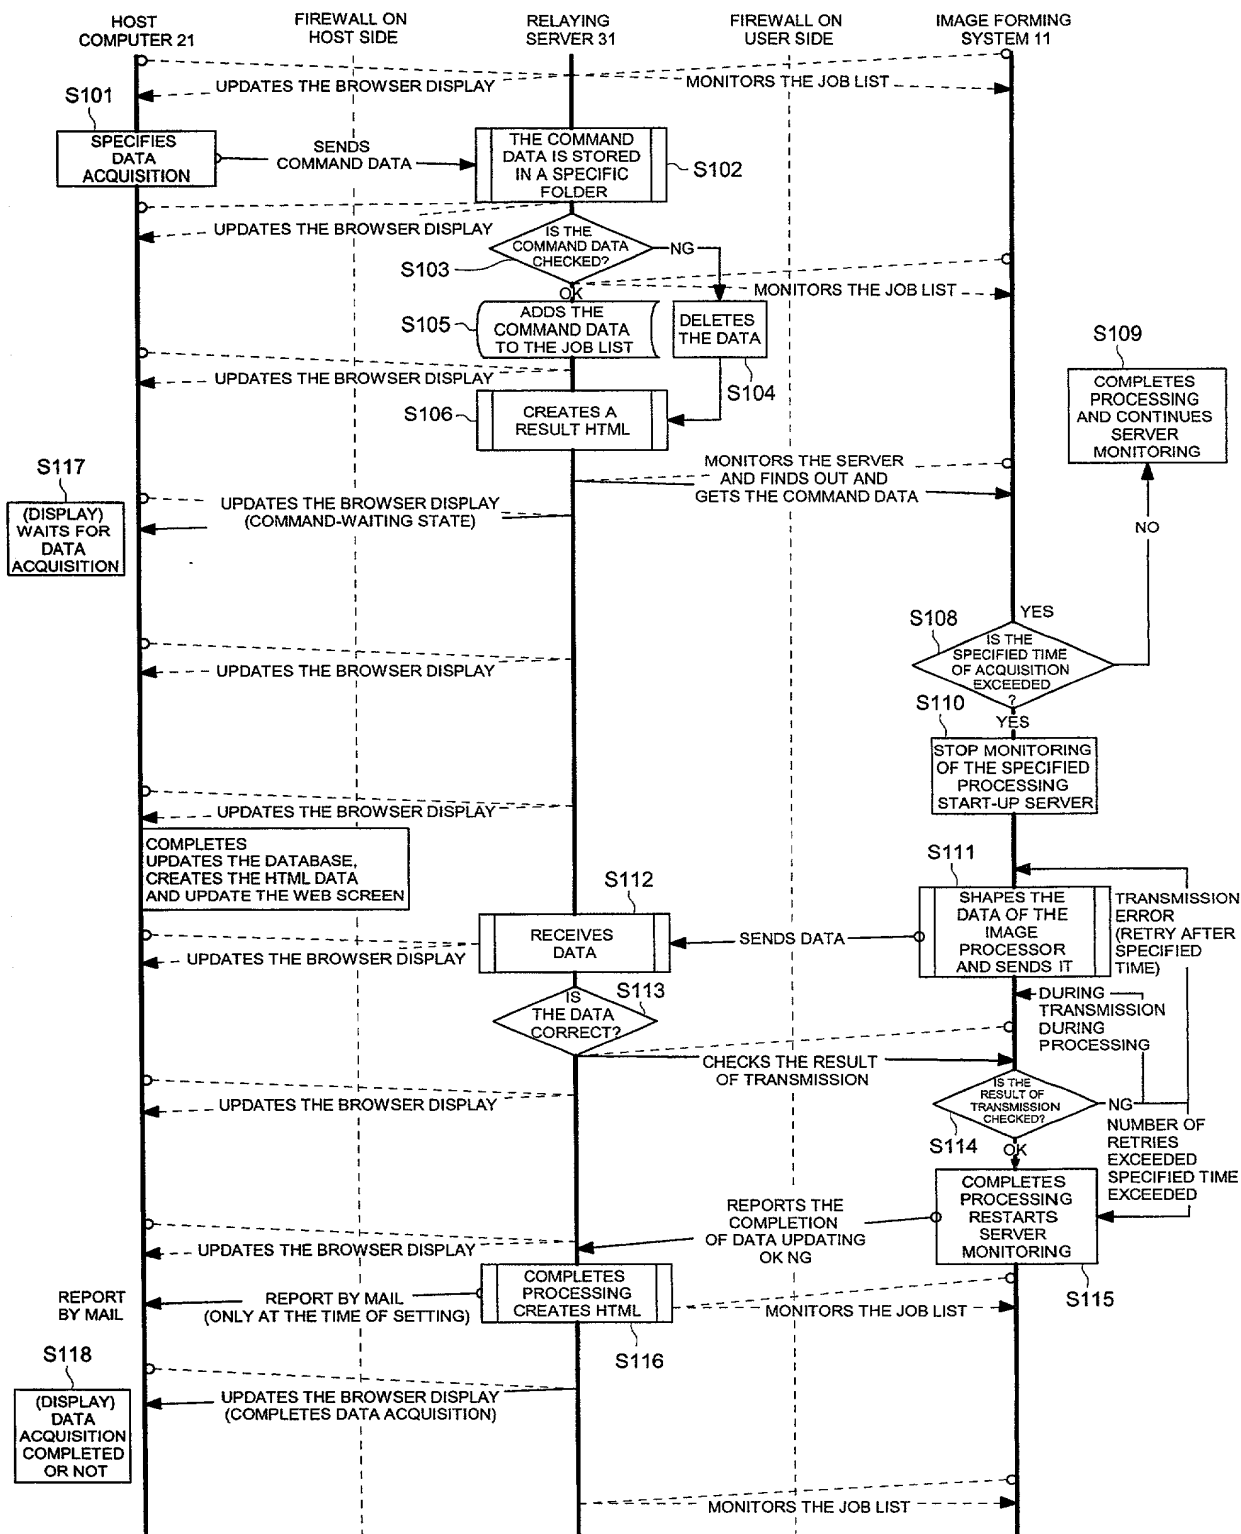 HOST
COMPUTER 21
FIREWALL ON
HOST SIDE
RELAYING
SERVER 31
FIREWALL ON
USER SIDE
IMAGE FORMING
SYSTEM 11
UPDATES THE BROWSER DISPLAY
MONITORS THE JOB LIST
S101
SPECIFIES
DATA
ACQUISITION
SENDS
COMMAND DATA
THE COMMAND
DATA IS STORED
IN A SPECIFIC
FOLDER
S102
UPDATES THE BROWSER DISPLAY
IS THE
COMMAND DATA
CHECKED?
NG
S103
OK
MONITORS THE JOB LIST
S105
ADDS THE
COMMAND DATA
TO THE JOB LIST
DELETES
THE DATA
S104
UPDATES THE BROWSER DISPLAY
S106
CREATES A
RESULT HTML
S109
COMPLETES
PROCESSING
AND CONTINUES
SERVER
MONITORING
MONITORS THE SERVER
AND FINDS OUT AND
GETS THE COMMAND DATA
S117
(DISPLAY)
WAITS FOR
DATA
ACQUISITION
UPDATES THE BROWSER DISPLAY
(COMMAND-WAITING STATE)
NO
YES
S108
IS THE
SPECIFIED TIME
OF ACQUISITION
EXCEEDED
?
UPDATES THE BROWSER DISPLAY
S110
YES
STOP MONITORING
OF THE SPECIFIED
PROCESSING
START-UP SERVER
UPDATES THE BROWSER DISPLAY
COMPLETES
UPDATES THE DATABASE,
CREATES THE HTML DATA
AND UPDATE THE WEB SCREEN
S111
SHAPES THE
DATA OF THE
IMAGE
PROCESSOR
AND SENDS IT
TRANSMISSION
ERROR
(RETRY AFTER
SPECIFIED
TIME)
S112
RECEIVES
DATA
SENDS DATA
UPDATES THE BROWSER DISPLAY
S113
IS
THE DATA
CORRECT?
DURING
TRANSMISSION
DURING
PROCESSING
CHECKS THE RESULT
OF TRANSMISSION
UPDATES THE BROWSER DISPLAY
IS THE
RESULT OF
TRANSMISSION
CHECKED?
NG
S114
OK
NUMBER OF
RETRIES
EXCEEDED
SPECIFIED TIME
EXCEEDED
COMPLETES
PROCESSING
RESTARTS
SERVER
MONITORING
S115
REPORTS THE
COMPLETION
OF DATA UPDATING
OK NG
UPDATES THE BROWSER DISPLAY
REPORT
BY MAIL
REPORT BY MAIL
(ONLY AT THE TIME OF SETTING)
COMPLETES
PROCESSING
CREATES HTML
S116
MONITORS THE JOB LIST
S118
(DISPLAY)
DATA
ACQUISITION
COMPLETED
OR NOT
UPDATES THE BROWSER DISPLAY
(COMPLETES DATA ACQUISITION)
MONITORS THE JOB LIST